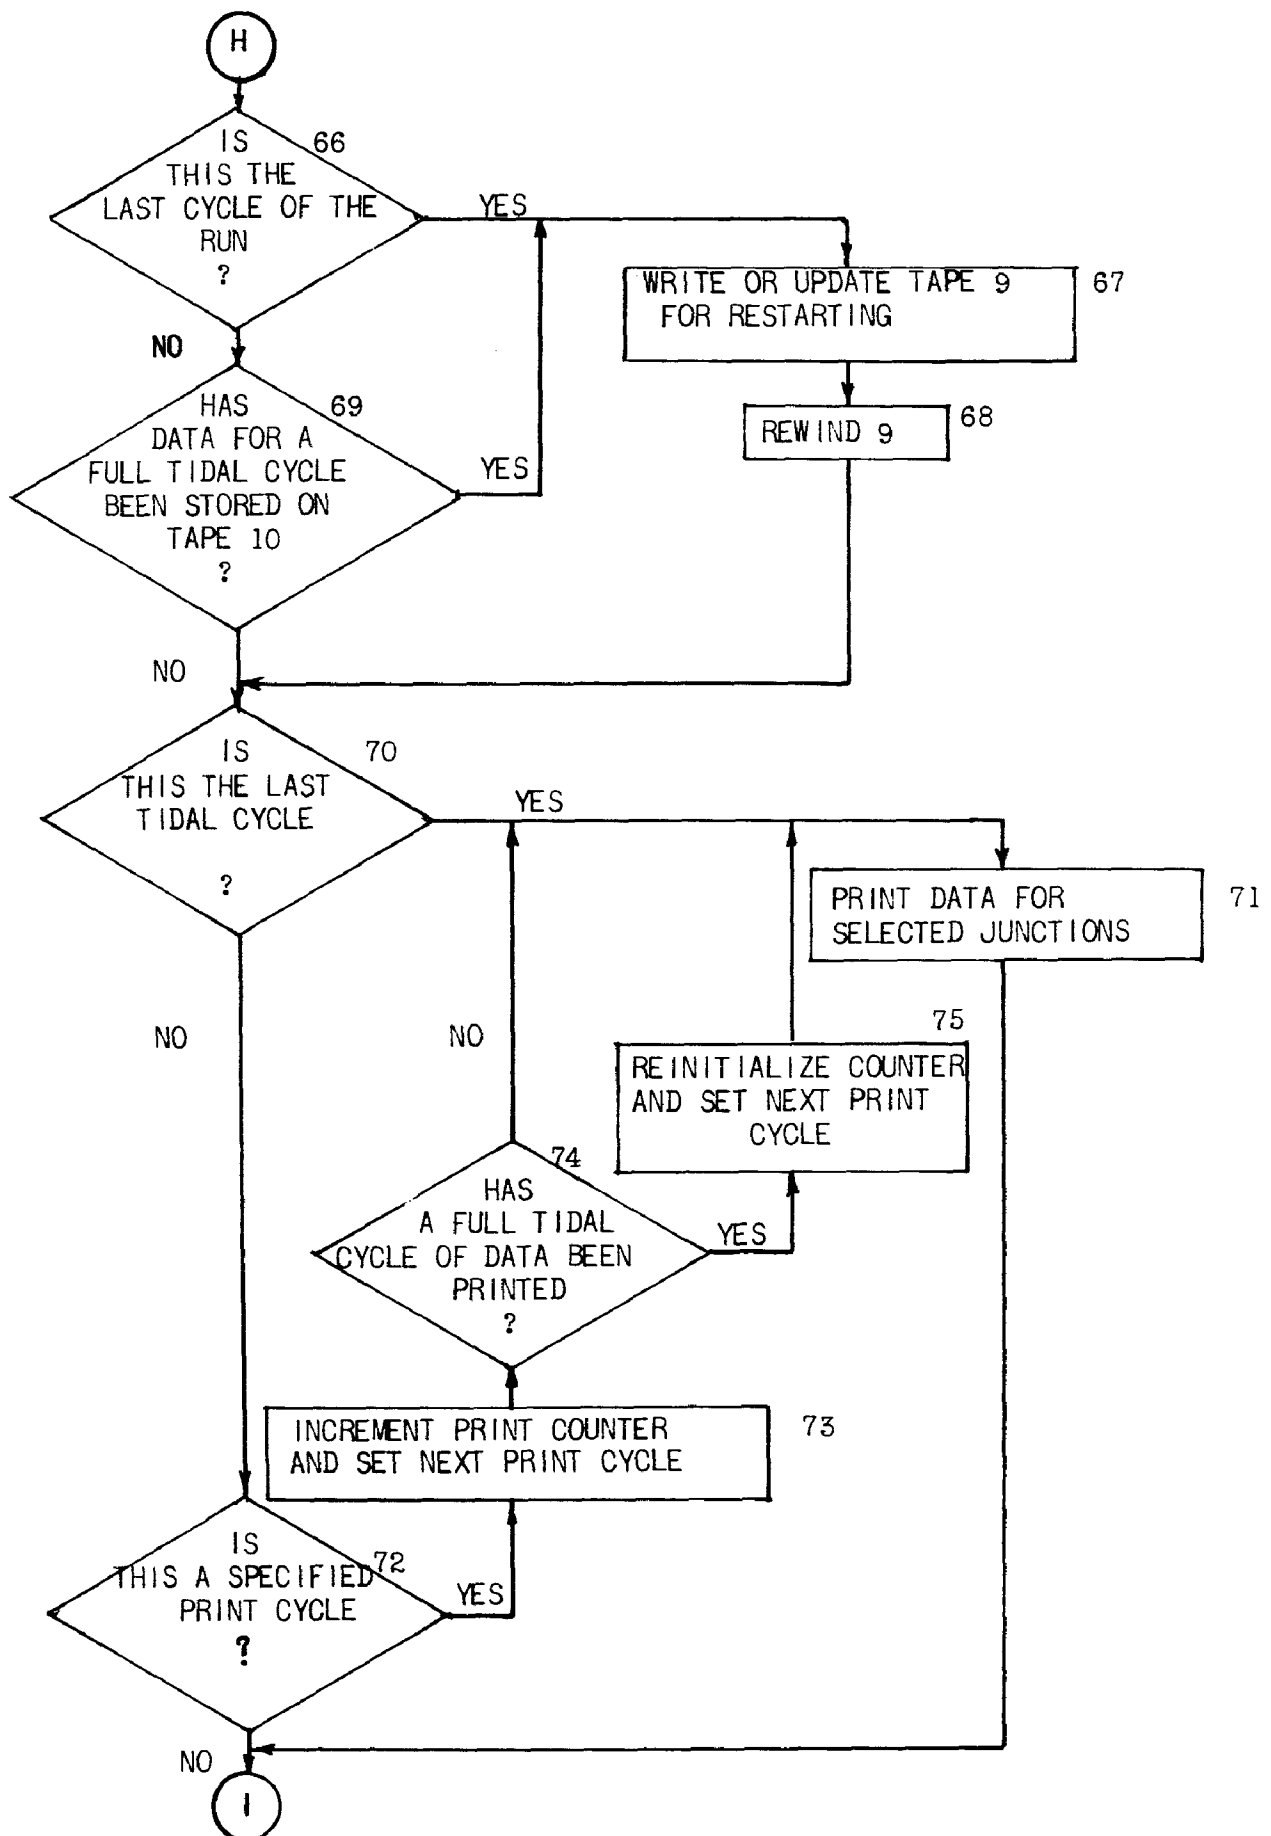 H
IS
66
THIS THE
LAST CYCLE OF THE
RUN
?
YES
WRITE OR UPDATE TAPE 9
FOR RESTARTING
67
NO
REWIND 9
68
HAS
69
DATA FOR A
FULL TIDAL CYCLE
BEEN STORED ON
TAPE 10
?
YES
NO
IS
70
THIS THE LAST
TIDAL CYCLE
?
YES
PRINT DATA FOR
SELECTED JUNCTIONS
71
NO
NO
75
REINITIALIZE COUNTER
AND SET NEXT PRINT
CYCLE
74
HAS
A FULL TIDAL
CYCLE OF DATA BEEN
PRINTED
?
YES
INCREMENT PRINT COUNTER
AND SET NEXT PRINT CYCLE
73
IS
72
THIS A SPECIFIED
PRINT CYCLE
?
YES
NO
I